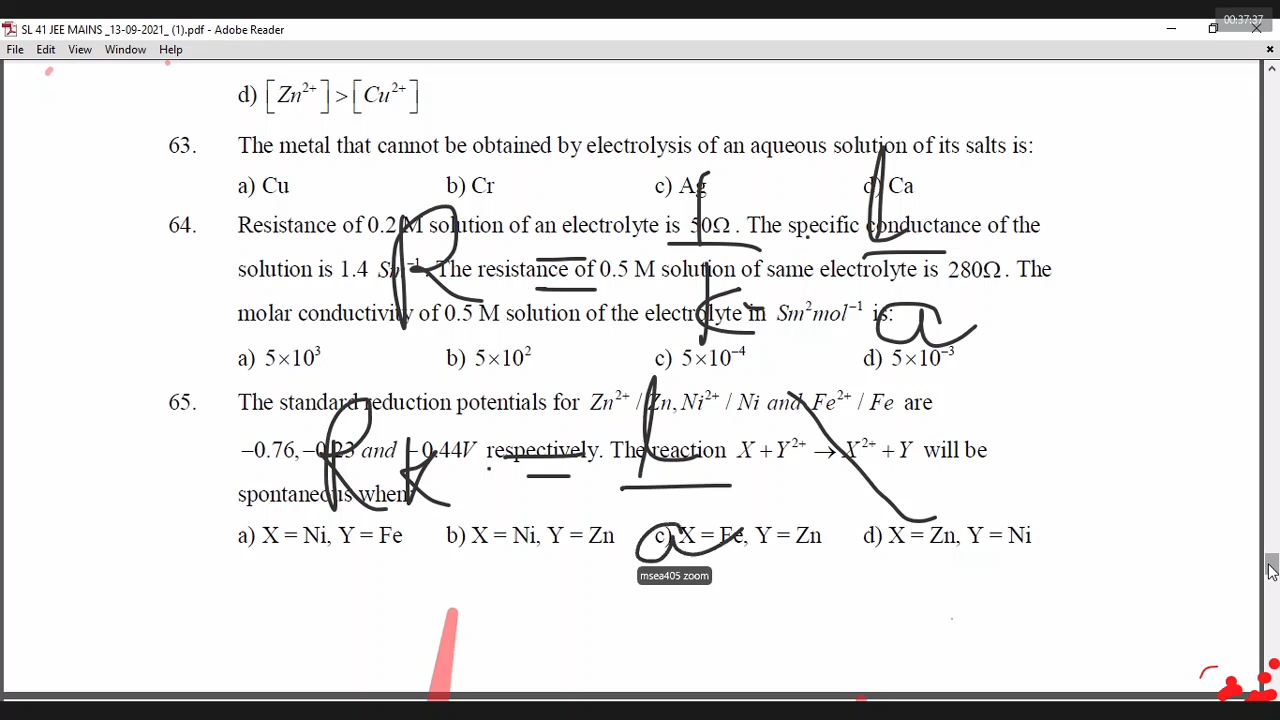 00:37:37
SL 41 JEE MAINS _13-09-2021_ (1).pdf - Adobe Reader
File Edit View Window Help
d) [Zn²⁺] > [Cu²⁺]
63. The metal that cannot be obtained by electrolysis of an aqueous solution of its salts is:
a) Cu b) Cr c) Ag d) Ca
64. Resistance of 0.2 M solution of an electrolyte is 50Ω. The specific conductance of the
solution is 1.4 Sm⁻¹. The resistance of 0.5 M solution of same electrolyte is 280Ω. The
molar conductivity of 0.5 M solution of the electrolyte in Sm²mol⁻¹ is:
a) 5×10³ b) 5×10² c) 5×10⁻⁴ d) 5×10⁻³
65. The standard reduction potentials for Zn²⁺ / Zn, Ni²⁺ / Ni and Fe²⁺ / Fe are
−0.76, −0.23 and −0.44V respectively. The reaction X + Y²⁺ → X²⁺ + Y will be
spontaneous when
a) X = Ni, Y = Fe b) X = Ni, Y = Zn c) X = Fe, Y = Zn d) X = Zn, Y = Ni
msea405 zoom
R = 1/k L/a
Rk = L/a